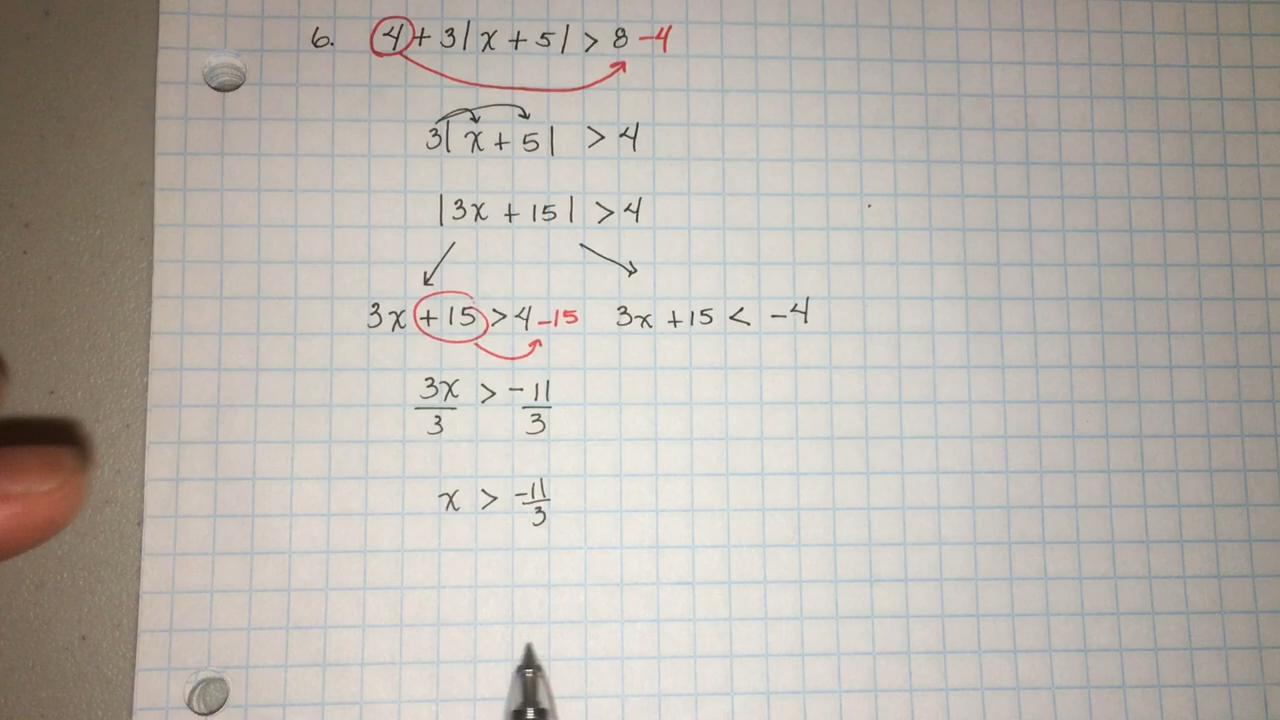 6. 4 + 3| x + 5 | > 8 -4
3| x + 5 | > 4
|3x + 15 | > 4
3x + 15 > 4 -15 3x + 15 < -4
3x/3 > -11/3
x > -11/3